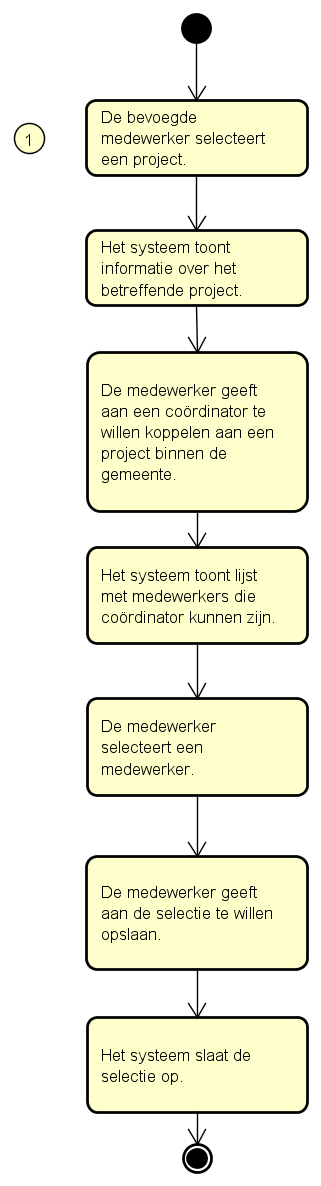 De bevoegde
medewerker selecteert
een project.
1
Het systeem toont
informatie over het
betreffende project.
De medewerker geeft
aan een coördinator te
willen koppelen aan een
project binnen de
gemeente.
Het systeem toont lijst
met medewerkers die
coördinator kunnen zijn.
De medewerker
selecteert een
medewerker.
De medewerker geeft
aan de selectie te willen
opslaan.
Het systeem slaat de
selectie op.